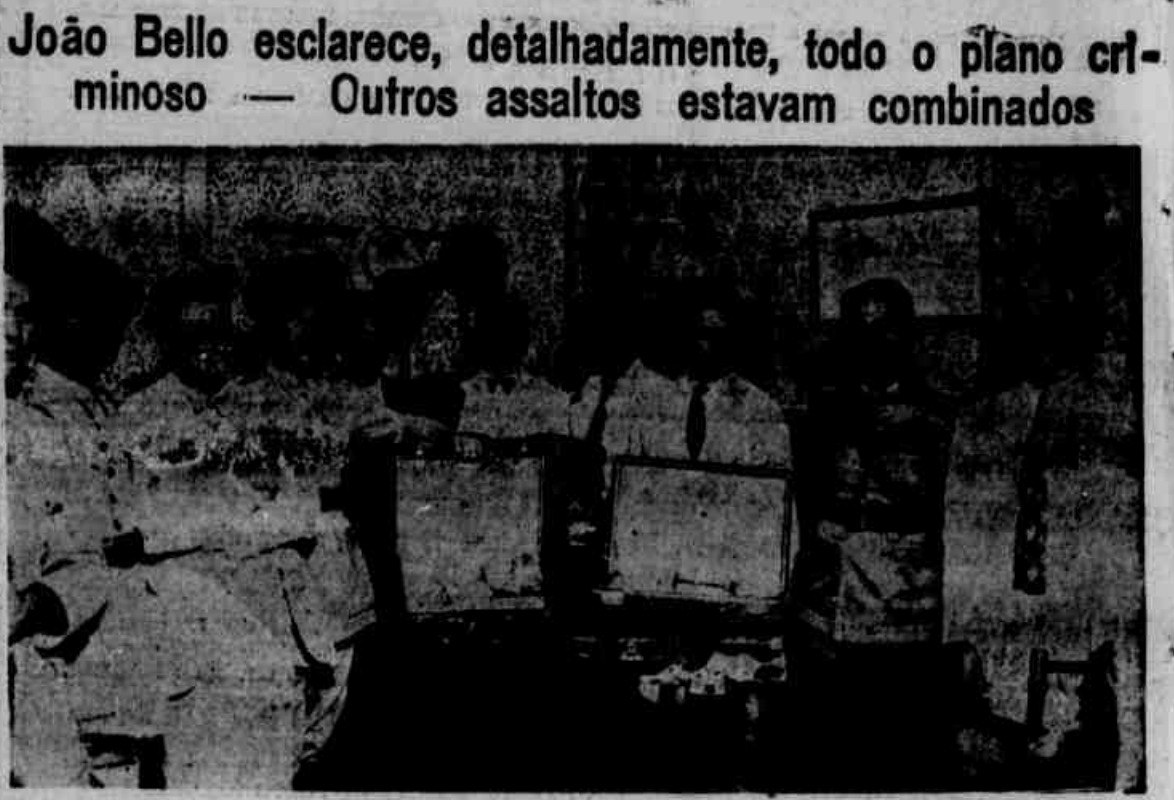 João Bello esclarece, detalhadamente, todo o plano cri-
minoso — Outros assaltos estavam combinados